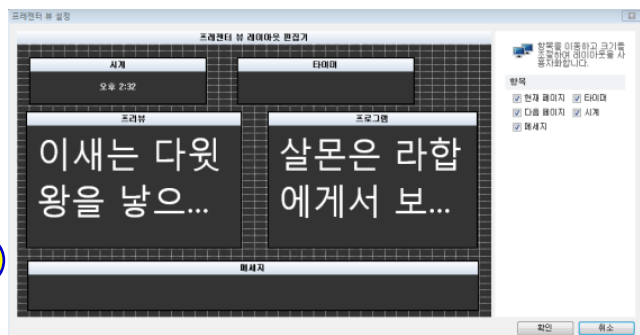 프레젠터 뷰 설정
프레젠터 뷰 레이아웃 편집기
시계
타이머
오후 2:32
프리뷰
프로그램
이새는 다윗
왕을 낳으...
살몬은 라합
에게서 보...
메세지
항목을 이동하고 크기를
조절하여 레이아웃을 사
용자화합니다.
항목
현재 페이지
타이머
다음 페이지
시계
메세지
확인
취소